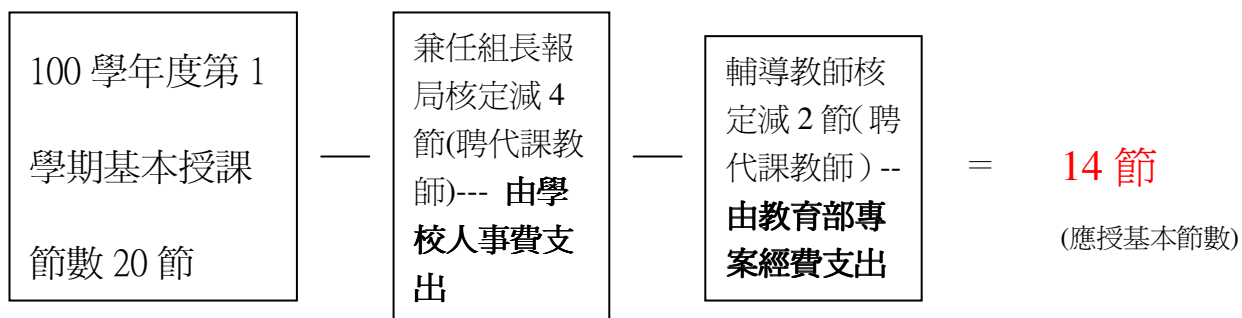 100 學年度第 1
學期基本授課
節數 20 節
—
兼任組長報
局核定減 4
節(聘代課教
師)--- 由學
校人事費支
出
—
輔導教師核
定減 2 節(聘
代課教師) --
由教育部專
案經費支出
=
14 節
(應授基本節數)